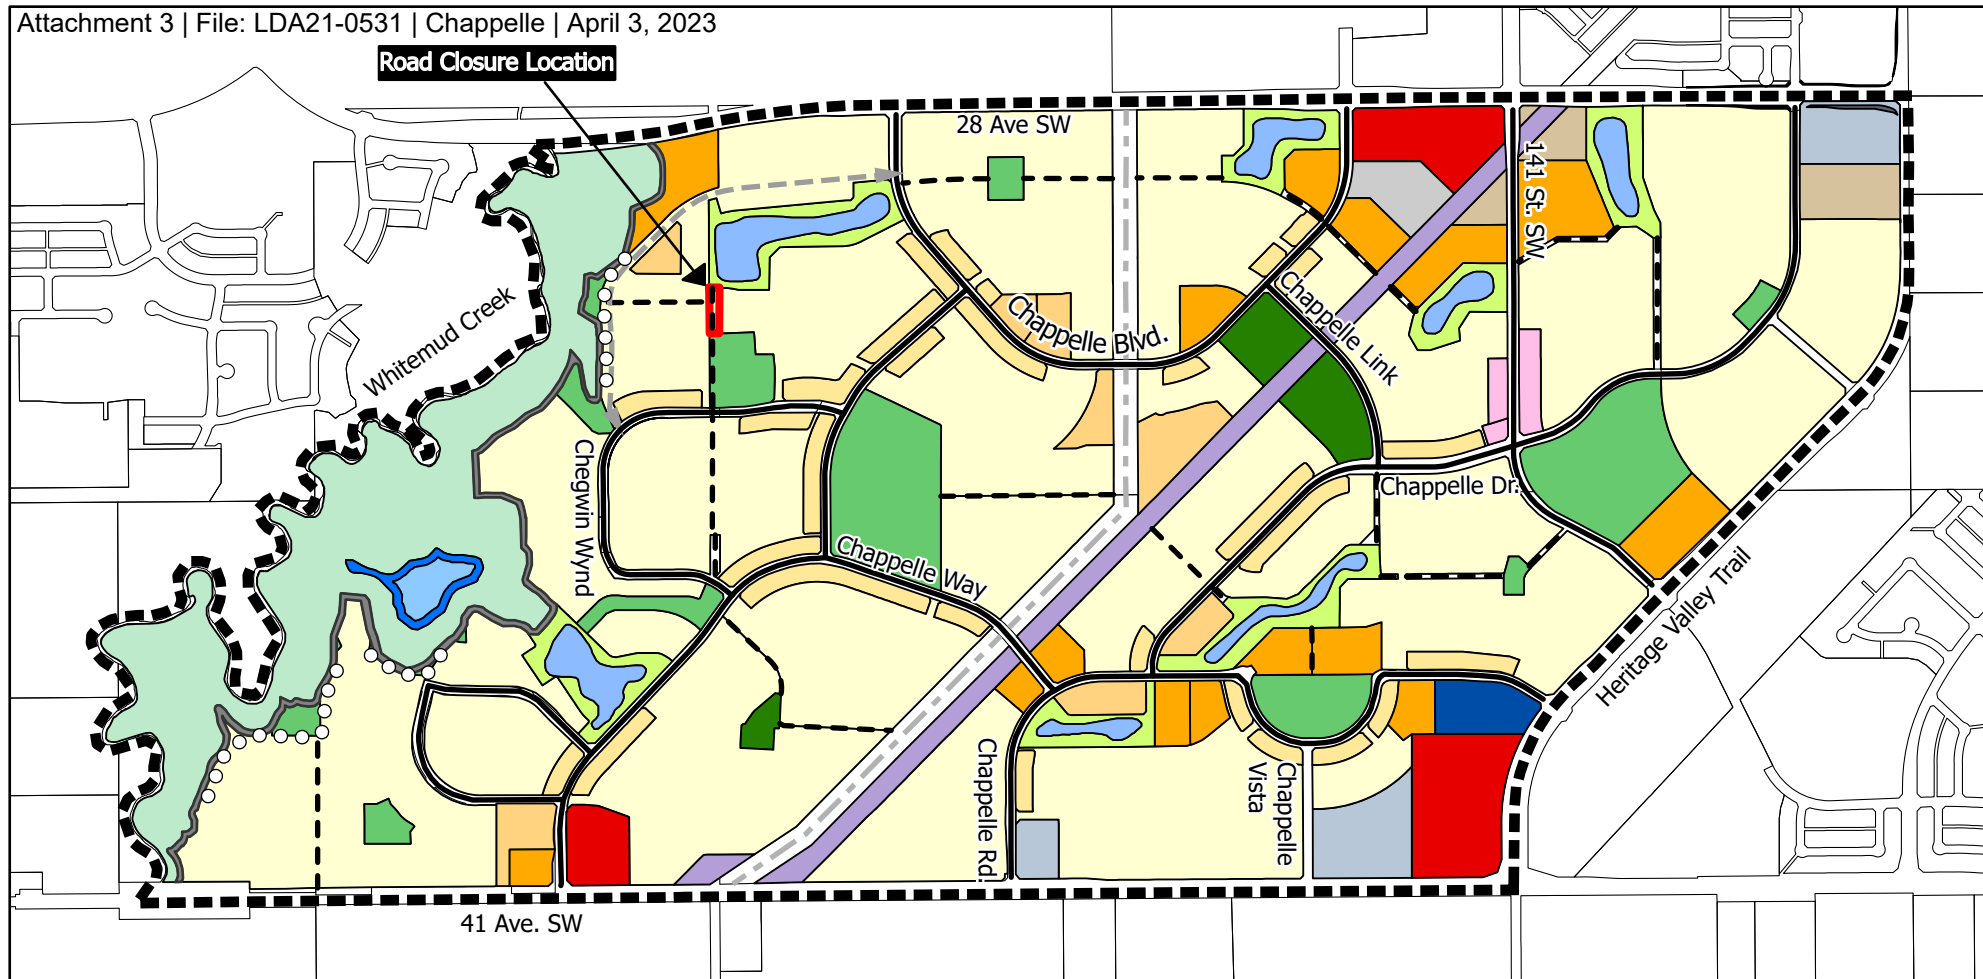 Attachment 3 | File: LDA21-0531 | Chappelle | April 3, 2023
Road Closure Location
28 Ave SW
141 St. SW
Whitemud Creek
Chappelle Blvd.
Chappelle Link
Chegwin Wynd
Chappelle Dr.
Chappelle Way
Heritage Valley Trail
Chappelle Rd.
Chappelle
Vista
41 Ave. SW